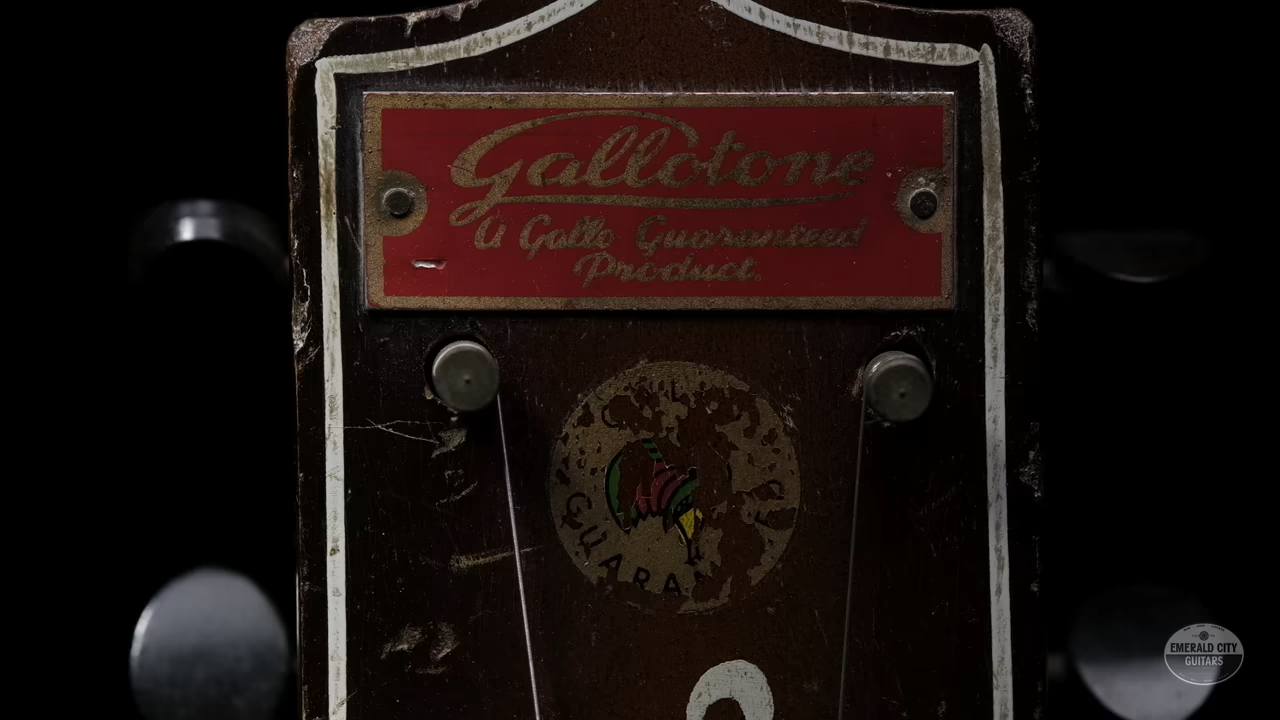 Gallotone
A Gallo Guaranteed
Product.
EMERALD CITY
GUITARS